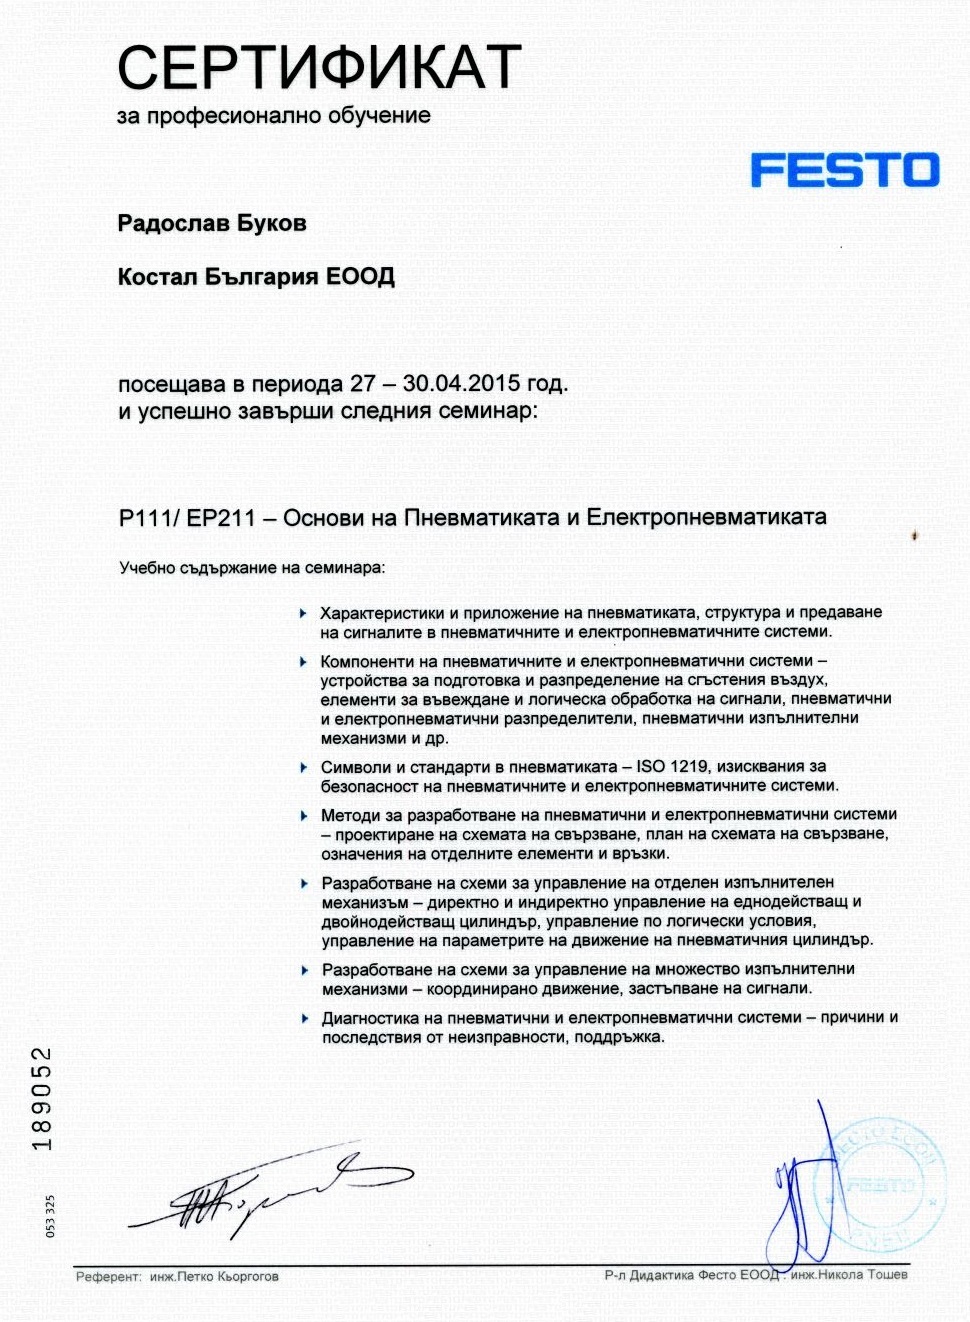 СЕРТИФИКАТ
за професионално обучение
FESTO
Радослав Буков
Костал България ЕООД
посещава в периода 27 – 30.04.2015 год.
и успешно завърши следния семинар:
P111/ EP211 – Основи на Пневматиката и Електропневматиката
Учебно съдържание на семинара:
Характеристики и приложение на пневматиката, структура и предаване
на сигналите в пневматичните и електропневматичните системи.
Компоненти на пневматичните и електропневматични системи –
устройства за подготовка и разпределение на сгъстения въздух,
елементи за въвеждане и логическа обработка на сигнали, пневматични
и електропневматични разпределители, пневматични изпълнителни
механизми и др.
Символи и стандарти в пневматиката – ISO 1219, изисквания за
безопасност на пневматичните и електропневматичните системи.
Методи за разработване на пневматични и електропневматични системи
– проектиране на схемата на свързване, план на схемата на свързване,
означения на отделните елементи и връзки.
Разработване на схеми за управление на отделен изпълнителен
механизъм – директно и индиректно управление на еднодействащ и
двойнодействащ цилиндър, управление по логически условия,
управление на параметрите на движение на пневматичния цилиндър.
Разработване на схеми за управление на множество изпълнителни
механизми – координирано движение, застъпване на сигнали.
Диагностика на пневматични и електропневматични системи – причини и
последствия от неизправности, поддръжка.
189052
053 325
ФЕСТО ЕООД
FESTO
Референт: инж.Петко Кьоргогов
Р-л Дидактика Фесто ЕООД : инж.Никола Тошев